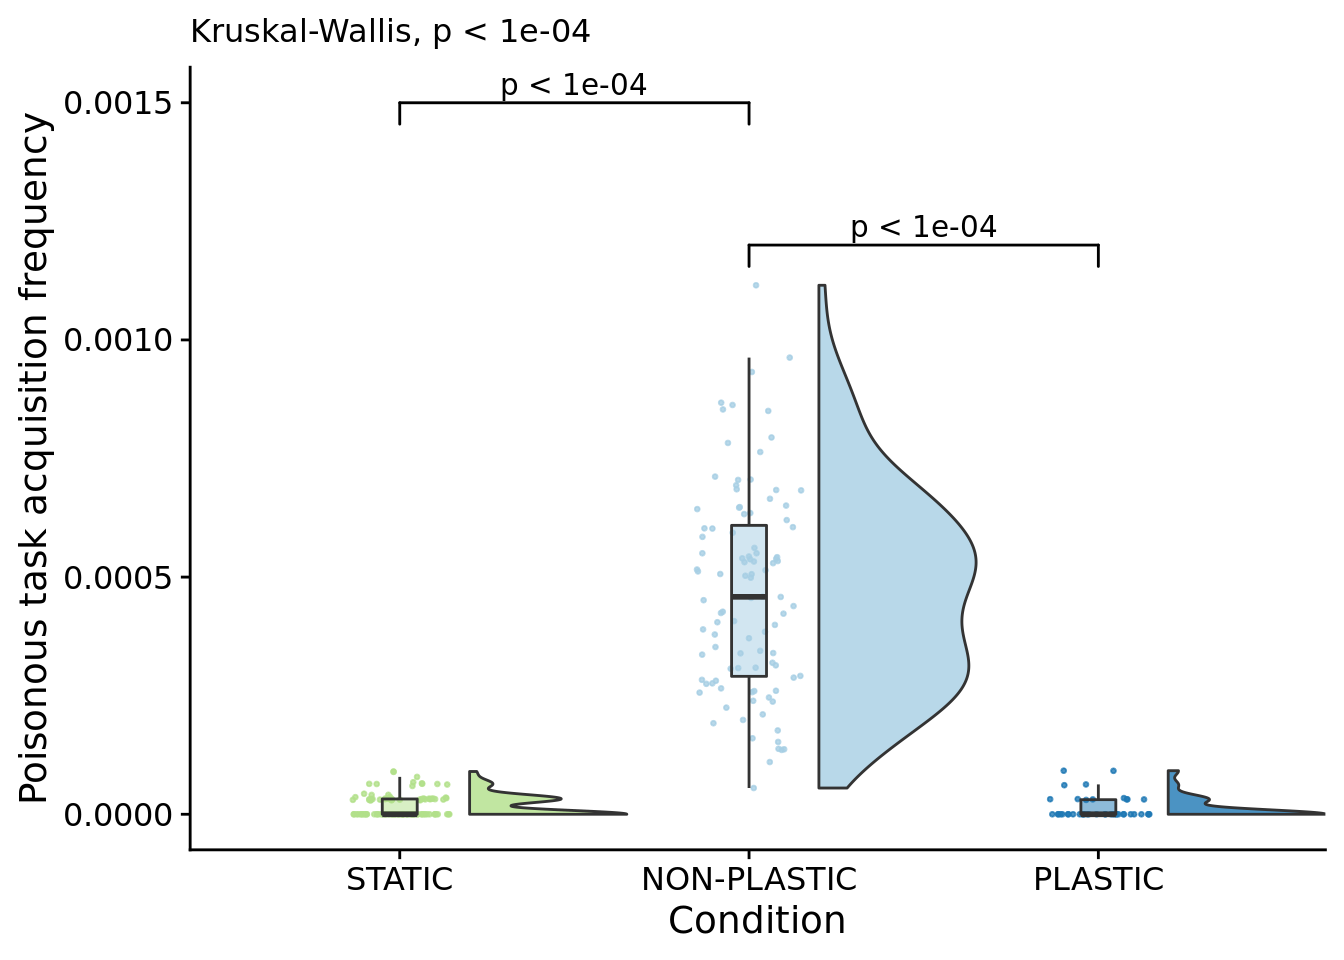 Kruskal-Wallis, p < 1e-04
p < 1e-04
p < 1e-04
Poisonous task acquisition frequency
0.0015
0.0010
0.0005
0.0000
STATIC
NON-PLASTIC
PLASTIC
Condition